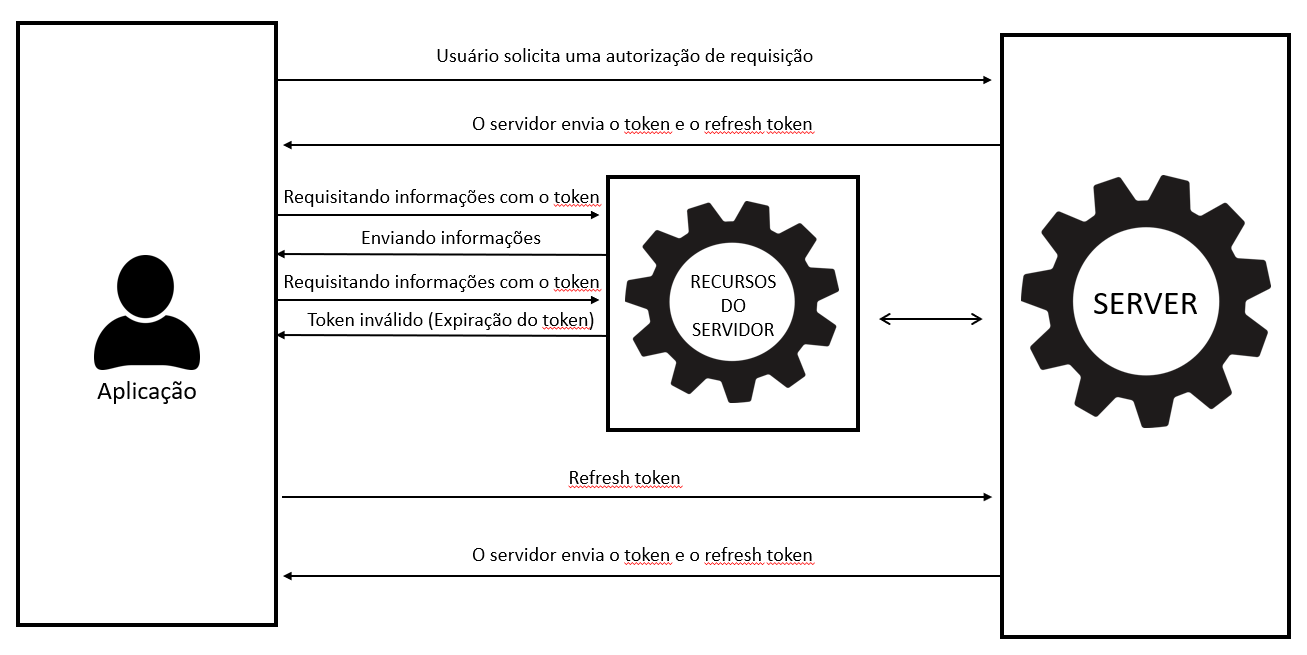 Usuário solicita uma autorização de requisição
O servidor envia o token e o refresh token
Requisitando informações com o token
Enviando informações
Requisitando informações com o token
Token inválido (Expiração do token)
RECURSOS
DO
SERVIDOR
SERVER
Aplicação
Refresh token
O servidor envia o token e o refresh token